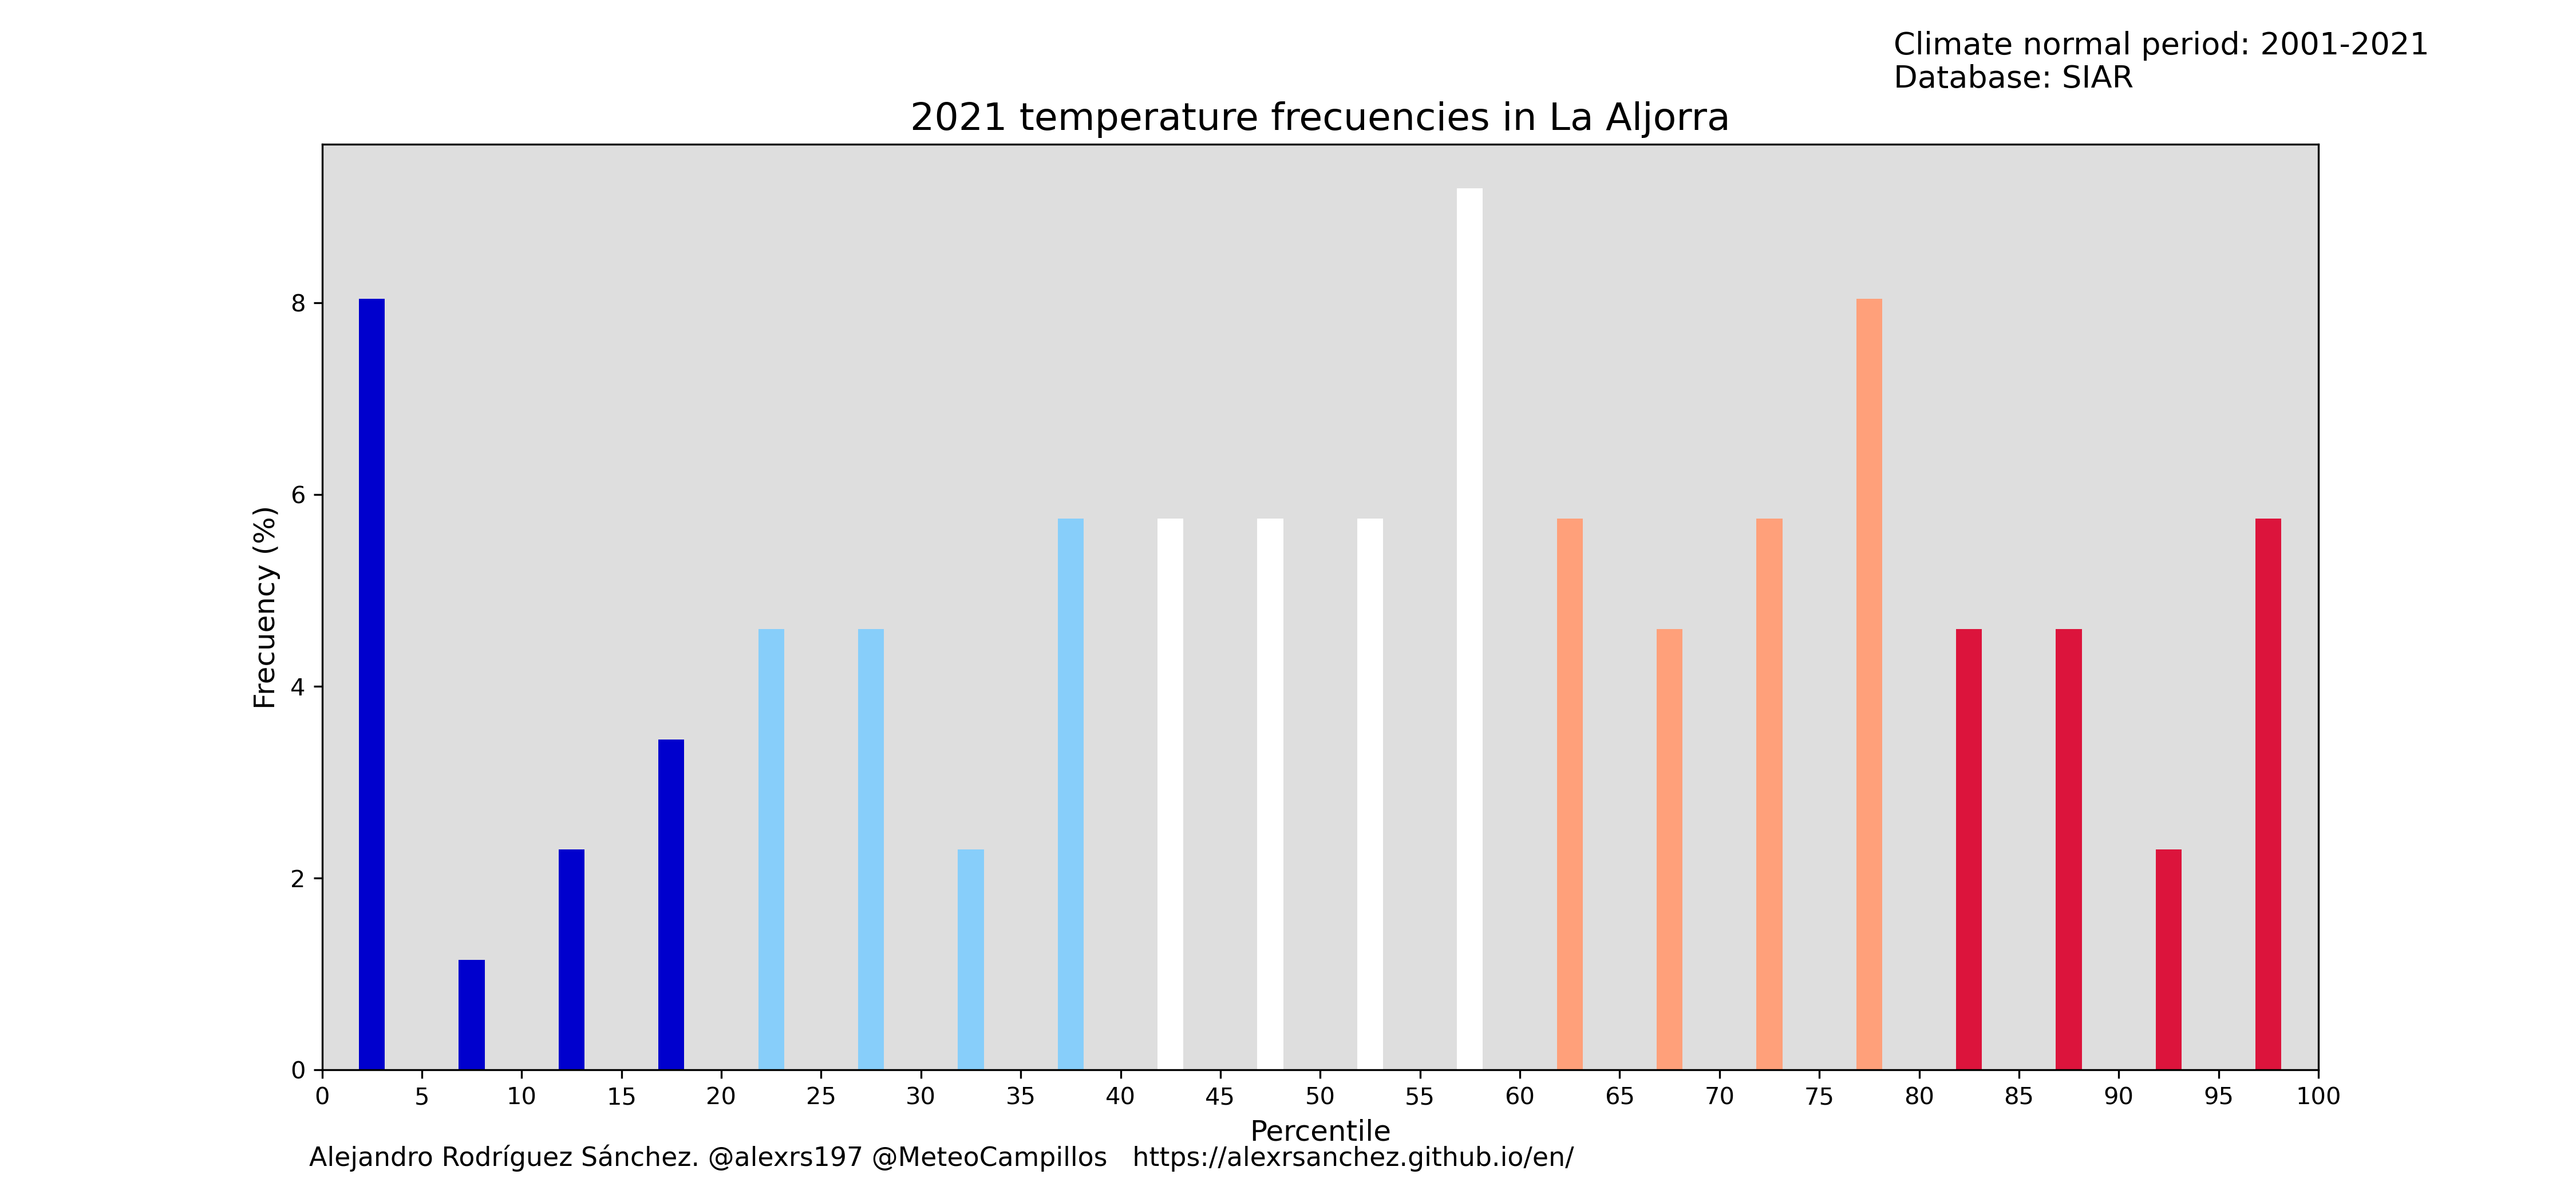 Climate normal period: 2001-2021
Database: SIAR
2021 temperature frecuencies in La Aljorra
Frecuency (%)
8
6
4
2
0
0 5 10 15 20 25 30 35 40 45 50 55 60 65 70 75 80 85 90 95 100
Percentile
Alejandro Rodríguez Sánchez. @alexrs197 @MeteoCampillos https://alexrsanchez.github.io/en/